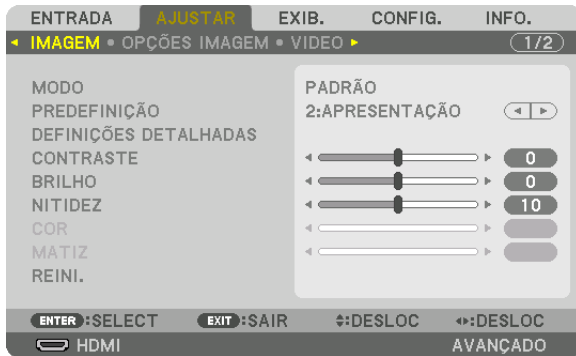 ENTRADA AJUSTAR EXIB. CONFIG. INFO.
IMAGEM • OPÇÕES IMAGEM • VIDEO 1/2
MODO PADRÃO
PREDEFINIÇÃO 2:APRESENTAÇÃO
DEFINIÇÕES DETALHADAS
CONTRASTE 0
BRILHO 0
NITIDEZ 10
COR
MATIZ
REINI.
ENTER :SELECT EXIT :SAIR :DESLOC :DESLOC
HDMI AVANÇADO